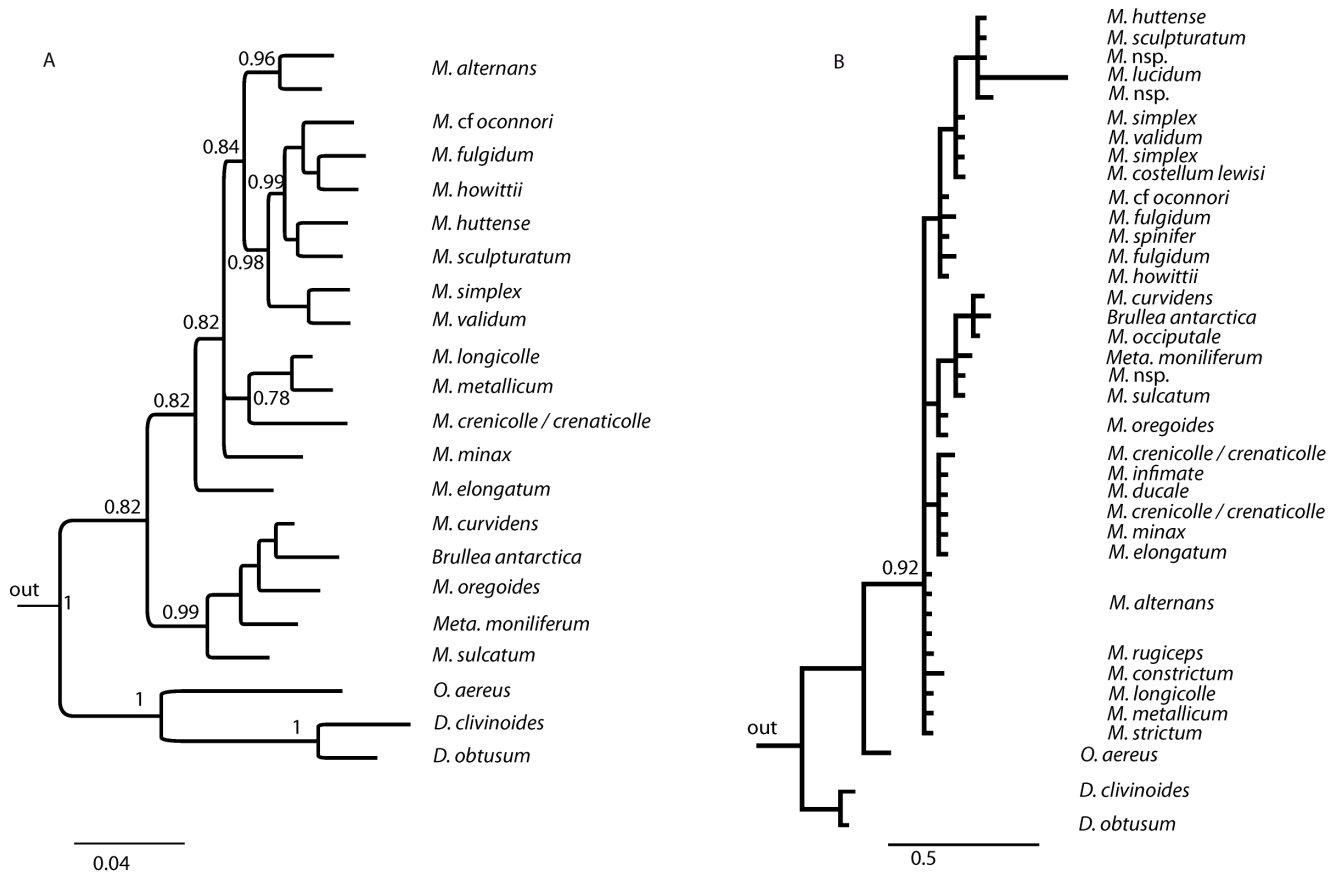 A
0.96
M. alternans
M. cf oconnori
0.84
M. fulgidum
0.99
M. howittii
M. huttense
0.98
M. sculpturatum
M. simplex
0.82
M. validum
M. longicolle
0.82
0.78
M. metallicum
M. crenicolle / crenaticolle
M. minax
M. elongatum
0.82
M. curvidens
Brullea antarctica
out
1
M. oregoides
0.99
Meta. moniliferum
M. sulcatum
1
O. aereus
1
D. clivinoides
D. obtusum
0.04
B
M. huttense
M. sculpturatum
M. nsp.
M. lucidum
M. nsp.
M. simplex
M. validum
M. simplex
M. costellum lewisi
M. cf oconnori
M. fulgidum
M. spinifer
M. fulgidum
M. howittii
M. curvidens
Brullea antarctica
M. occiputale
Meta. moniliferum
M. nsp.
M. sulcatum
M. oregoides
M. crenicolle / crenaticolle
M. infimate
M. ducale
M. crenicolle / crenaticolle
M. minax
M. elongatum
0.92
M. alternans
M. rugiceps
M. constrictum
M. longicolle
M. metallicum
M. strictum
out
O. aereus
D. clivinoides
D. obtusum
0.5